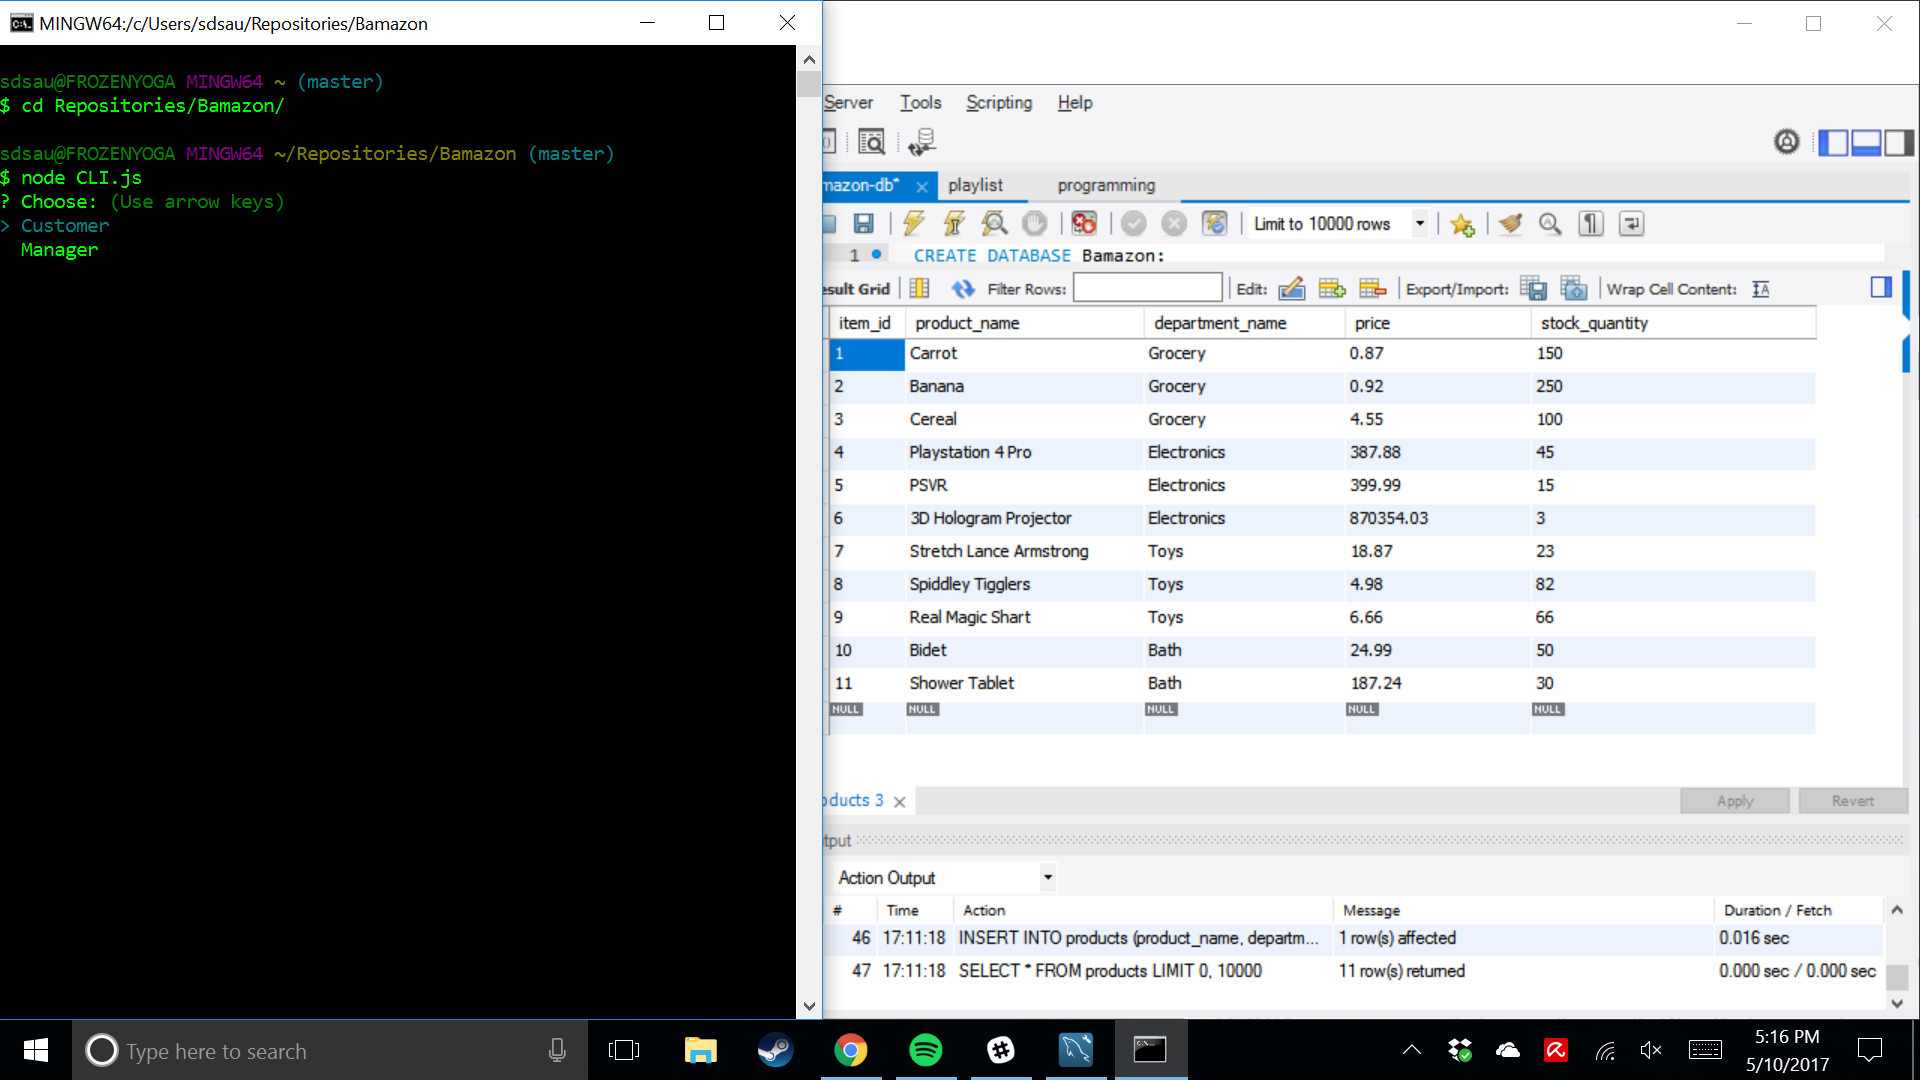 MINGW64:/c/Users/sdsau/Repositories/Bamazon
sdsau@FROZENYOGA MINGW64 ~ (master)
$ cd Repositories/Bamazon/
sdsau@FROZENYOGA MINGW64 ~/Repositories/Bamazon (master)
$ node CLI.js
? Choose: (Use arrow keys)
> Customer
Manager
Server Tools Scripting Help
mazon-db* playlist programming
Limit to 10000 rows
1 CREATE DATABASE Bamazon;
esult Grid Filter Rows: Edit: Export/Import: Wrap Cell Content:
item_id product_name department_name price stock_quantity
1 Carrot Grocery 0.87 150
2 Banana Grocery 0.92 250
3 Cereal Grocery 4.55 100
4 Playstation 4 Pro Electronics 387.88 45
5 PSVR Electronics 399.99 15
6 3D Hologram Projector Electronics 870354.03 3
7 Stretch Lance Armstrong Toys 18.87 23
8 Spiddley Tigglers Toys 4.98 82
9 Real Magic Shart Toys 6.66 66
10 Bidet Bath 24.99 50
11 Shower Tablet Bath 187.24 30
NULL NULL NULL NULL NULL
oducts 3 Apply Revert
tput
Action Output
# Time Action Message Duration / Fetch
46 17:11:18 INSERT INTO products (product_name, departm... 1 row(s) affected 0.016 sec
47 17:11:18 SELECT * FROM products LIMIT 0, 10000 11 row(s) returned 0.000 sec / 0.000 sec
Type here to search
5:16 PM
5/10/2017